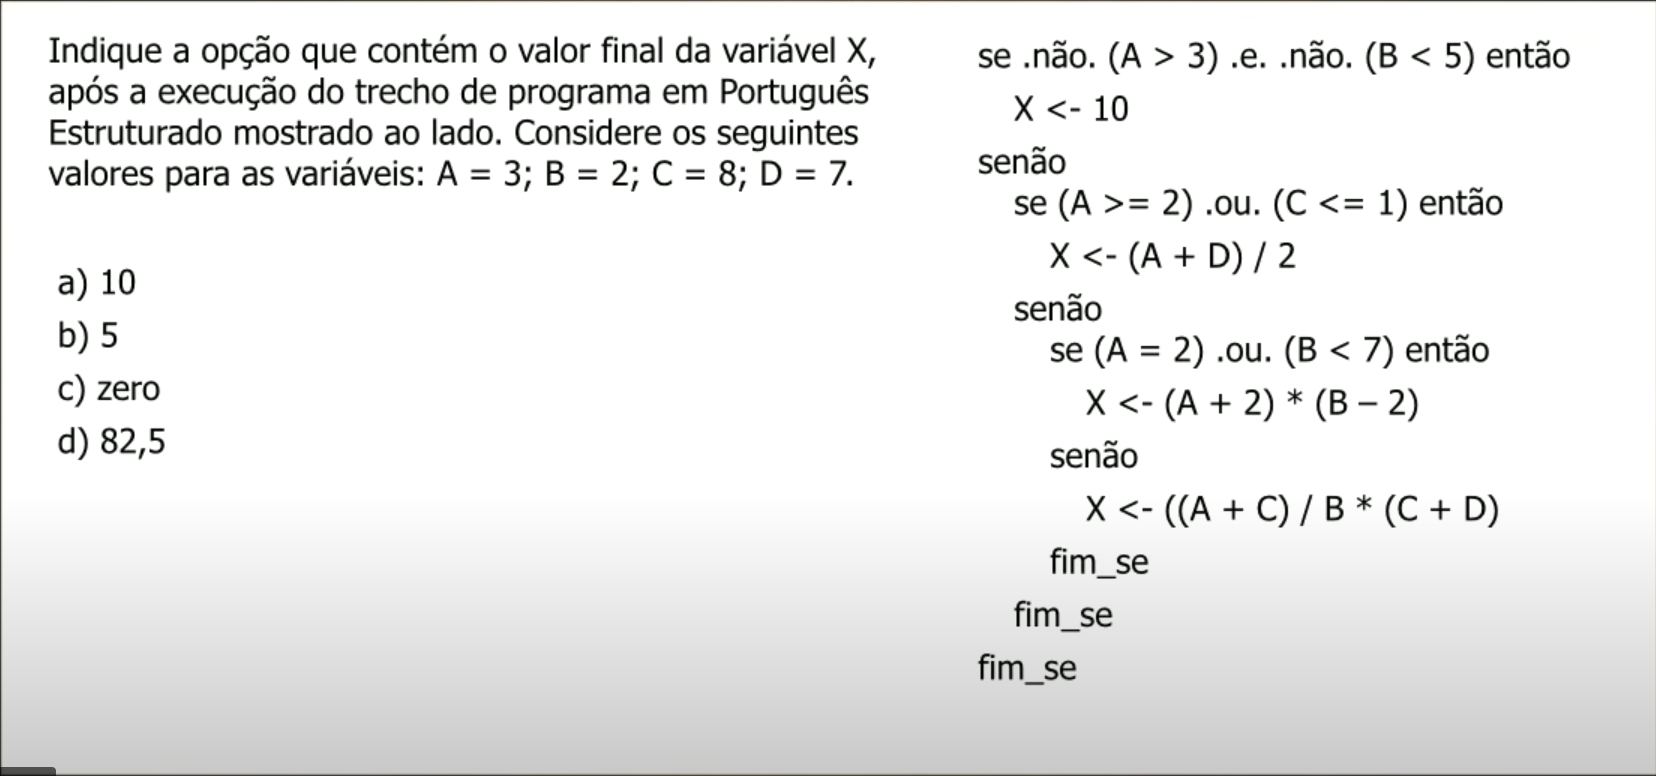 Indique a opção que contém o valor final da variável X,
após a execução do trecho de programa em Português
Estruturado mostrado ao lado. Considere os seguintes
valores para as variáveis: A = 3; B = 2; C = 8; D = 7.
a) 10
b) 5
c) zero
d) 82,5
se .não. (A > 3) .e. .não. (B < 5) então
X <- 10
senão
se (A >= 2) .ou. (C <= 1) então
X <- (A + D) / 2
senão
se (A = 2) .ou. (B < 7) então
X <- (A + 2) * (B – 2)
senão
X <- ((A + C) / B * (C + D)
fim_se
fim_se
fim_se